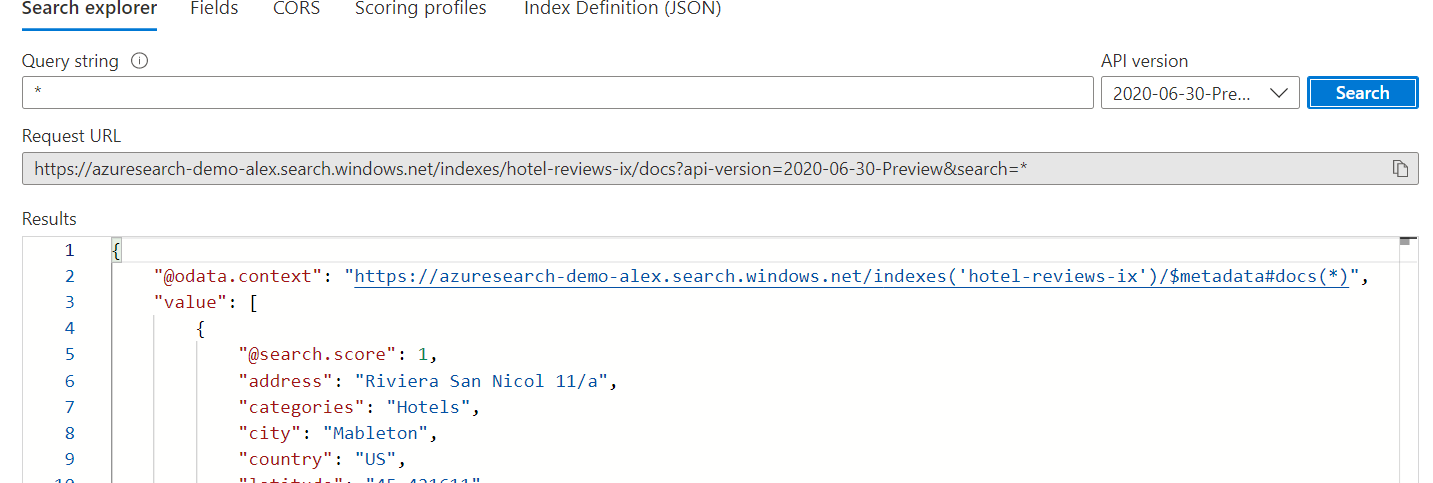 Search explorer Fields CORS Scoring profiles Index Definition (JSON)
Query string API version
* 2020-06-30-Pre... Search
Request URL
https://azuresearch-demo-alex.search.windows.net/indexes/hotel-reviews-ix/docs?api-version=2020-06-30-Preview&search=*
Results
1 {
2 "@odata.context": "https://azuresearch-demo-alex.search.windows.net/indexes('hotel-reviews-ix')/$metadata#docs(*)",
3 "value": [
4 {
5 "@search.score": 1,
6 "address": "Riviera San Nicol 11/a",
7 "categories": "Hotels",
8 "city": "Mableton",
9 "country": "US",
10 "latitude": "45.421611"